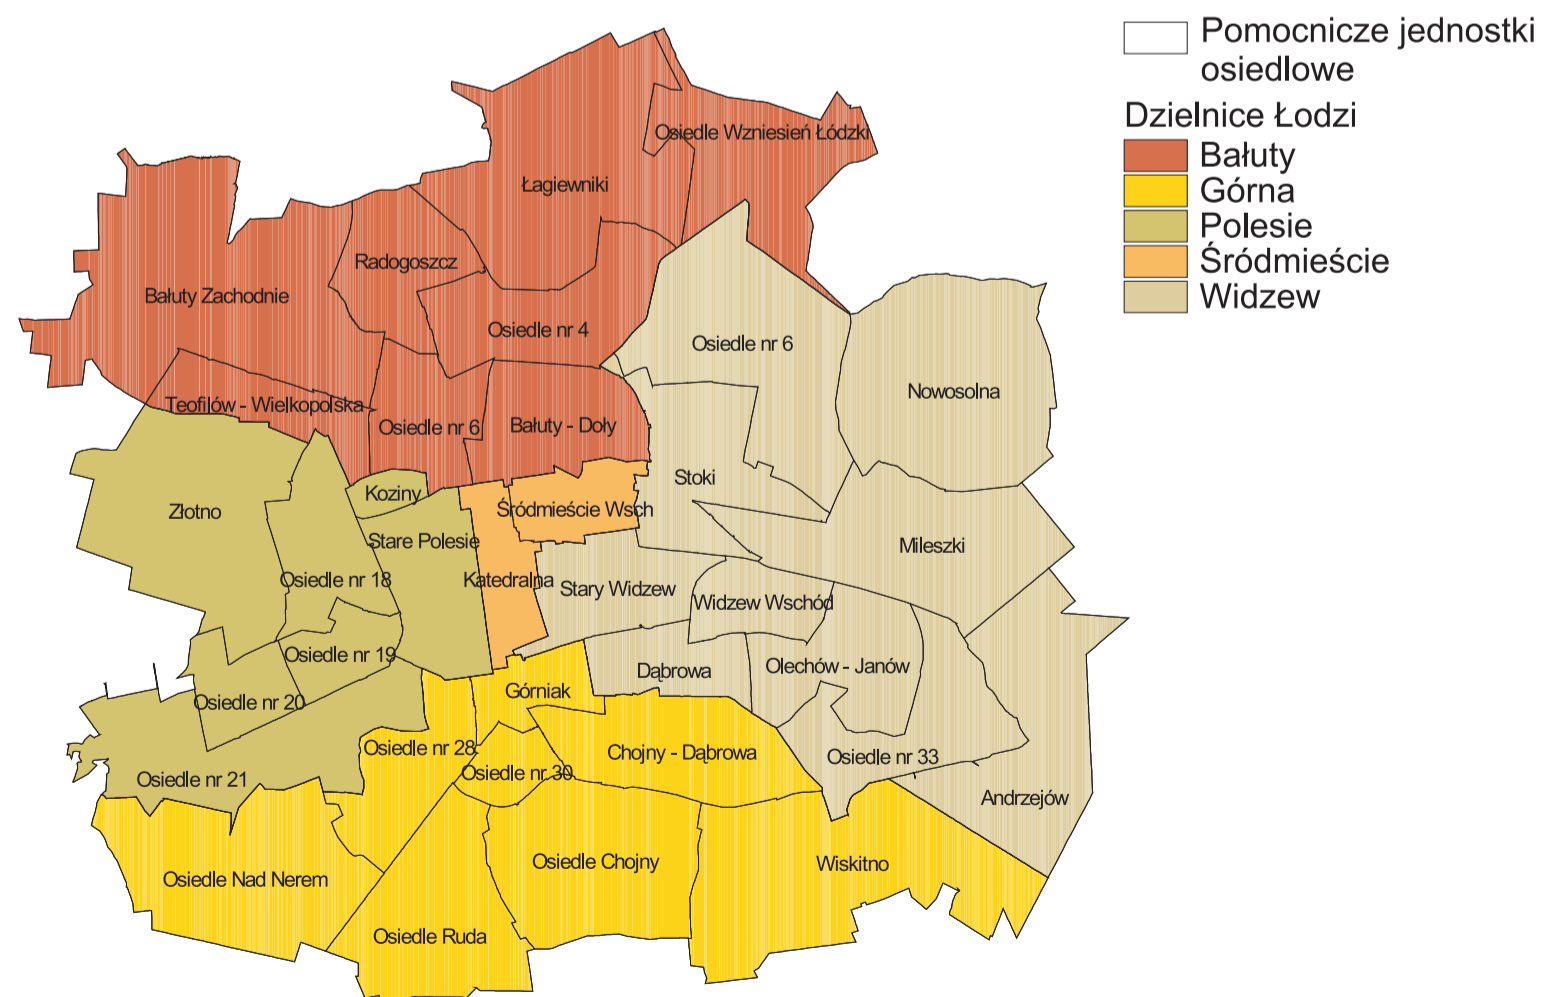 Pomocnicze jednostki
osiedlowe
Dzielnice Łodzi
Bałuty
Górna
Polesie
Śródmieście
Widzew
Osiedle Wzniesień Łódzki
Łagiewniki
Radogoszcz
Bałuty Zachodnie
Osiedle nr 4
Osiedle nr 6
Nowosolna
Teofilów - Wielkopolska
Osiedle nr 6
Bałuty - Doły
Stoki
Koziny
Złotno
Śródmieście Wsch
Stare Polesie
Mileszki
Osiedle nr 18
Katedralna
Stary Widzew
Widzew Wschód
Osiedle nr 19
Olechów - Janów
Dąbrowa
Górniak
Osiedle nr 20
Osiedle nr 28
Chojny - Dąbrowa
Osiedle nr 33
Osiedle nr 30
Osiedle nr 21
Andrzejów
Osiedle Chojny
Wiskitno
Osiedle Nad Nerem
Osiedle Ruda